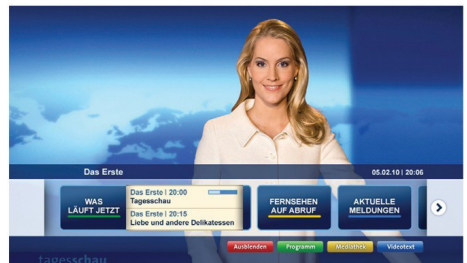 Das Erste
05.02.10 | 20:06
WAS
LÄUFT JETZT
Das Erste | 20:00
Tagesschau
Das Erste | 20:15
Liebe und andere Delikatessen
FERNSEHEN
AUF ABRUF
AKTUELLE
MELDUNGEN
Ausblenden
Programm
Mediathek
Videotext
tagesschau